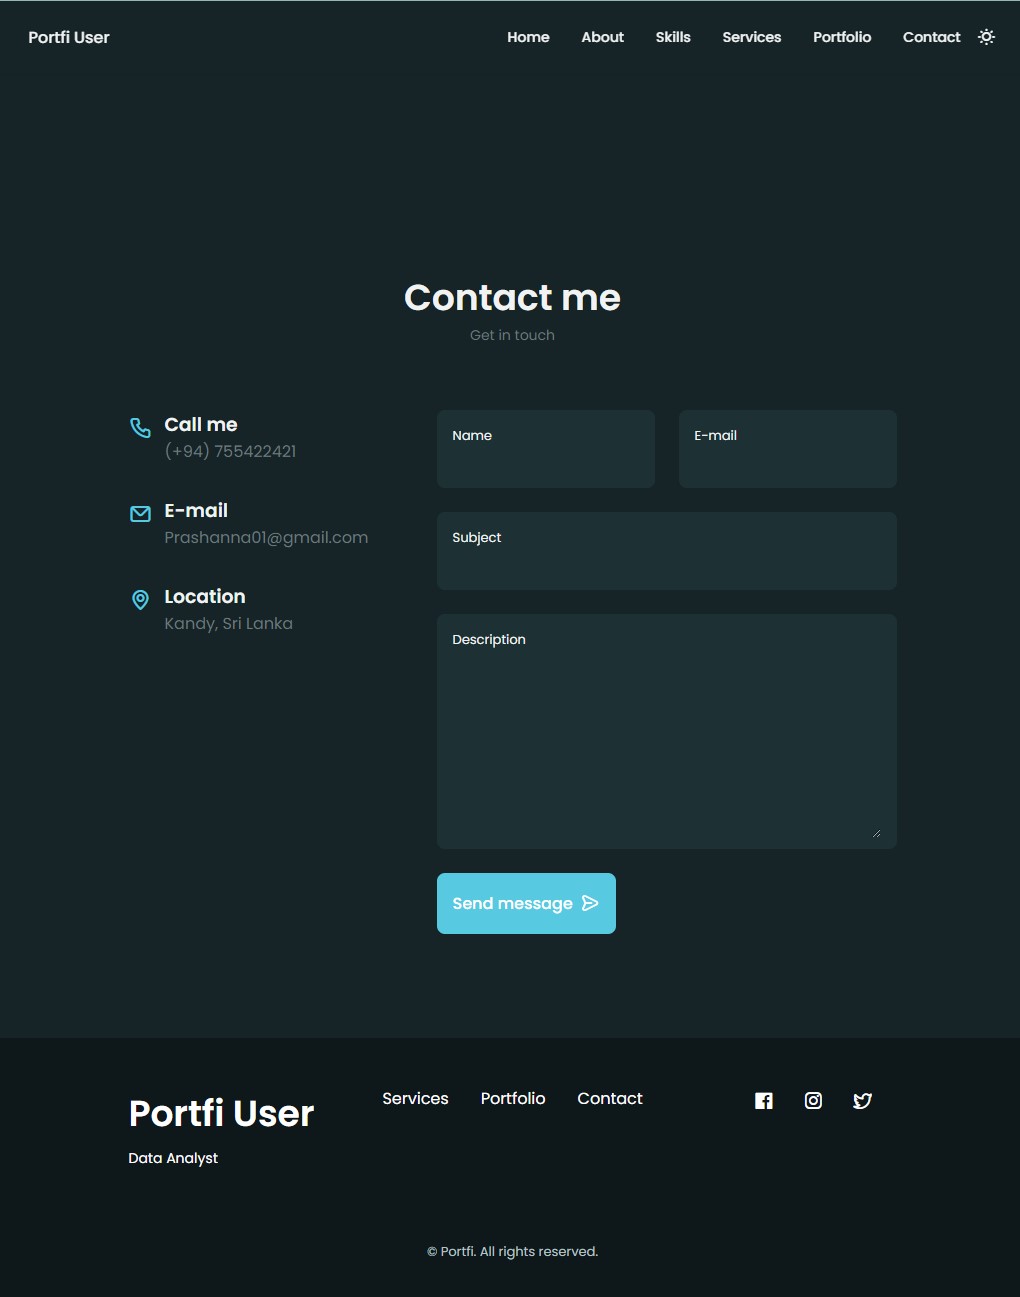 Portfi User
Home About Skills Services Portfolio Contact
Contact me
Get in touch
Call me
(+94) 755422421
E-mail
Prashanna01@gmail.com
Location
Kandy, Sri Lanka
Name
E-mail
Subject
Description
Send message
Portfi User
Data Analyst
Services Portfolio Contact
© Portfi. All rights reserved.